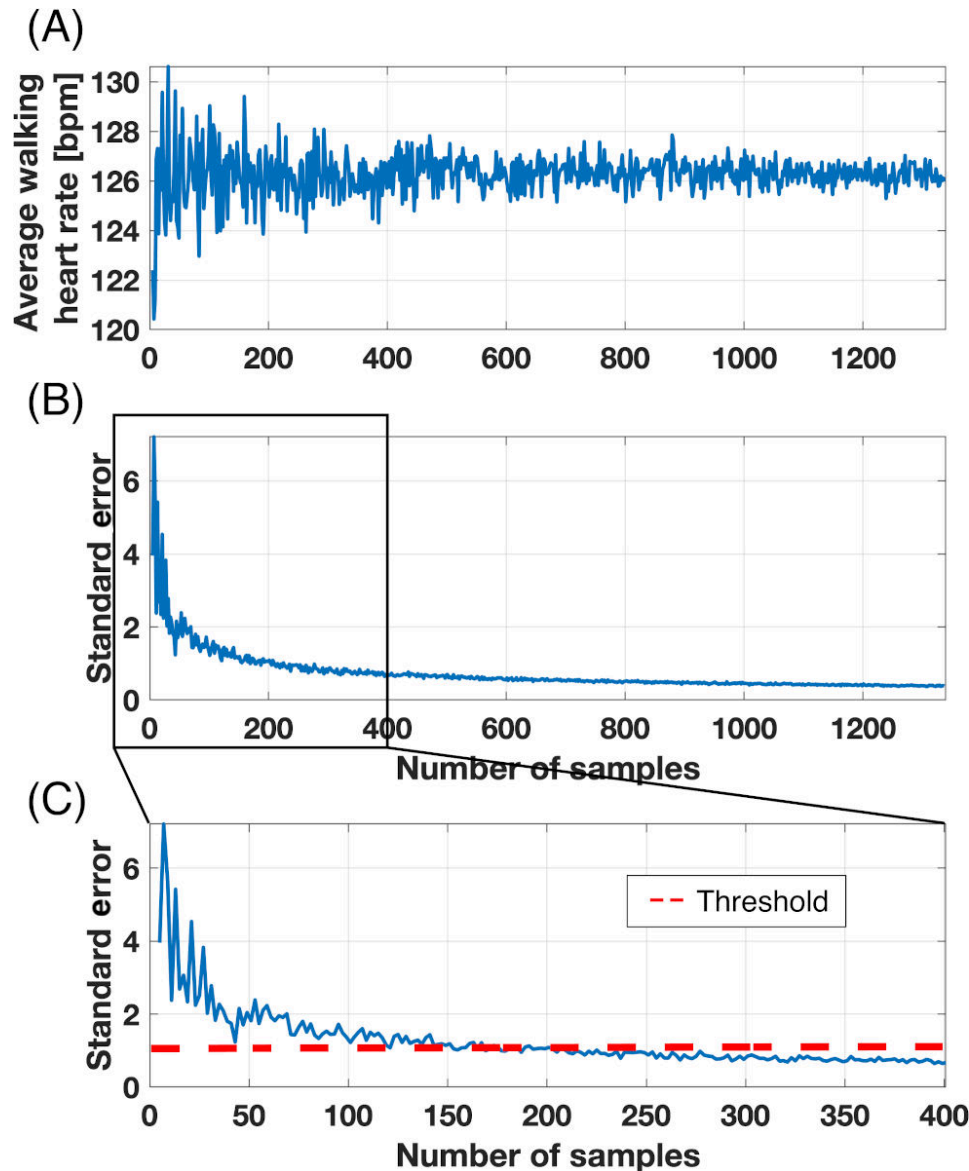 (A)
Average walking
heart rate [bpm]
130
128
126
124
122
120
0 200 400 600 800 1000 1200
(B)
Standard error
6
4
2
0
0 200 400 600 800 1000 1200
Number of samples
(C)
Standard error
6
4
2
0
Threshold
0 50 100 150 200 250 300 350 400
Number of samples